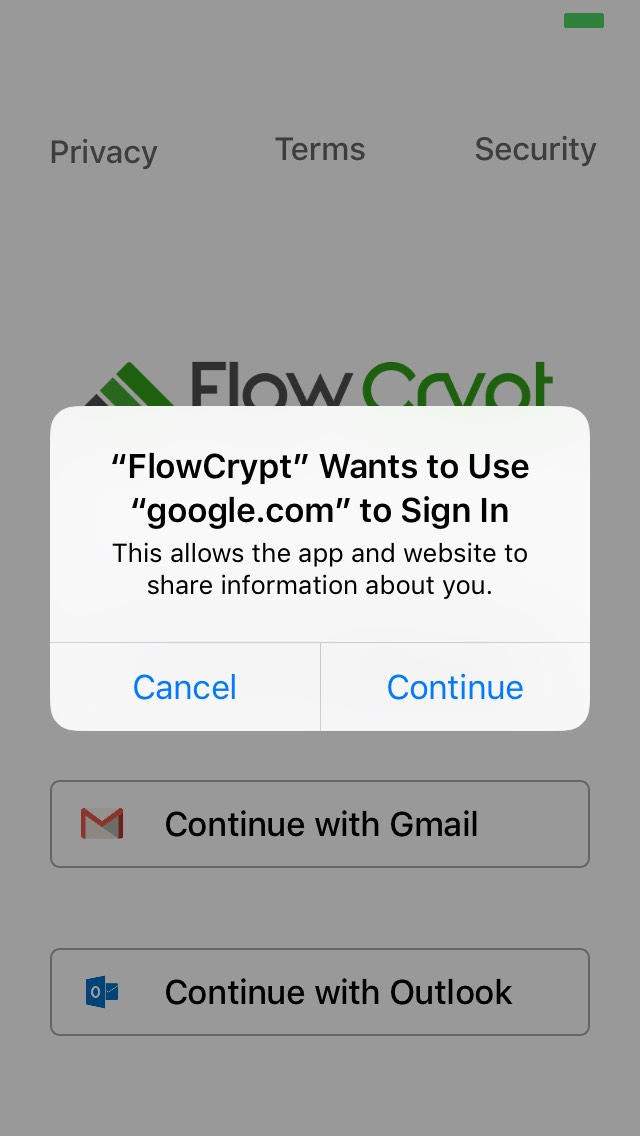 Privacy Terms Security
FlowCrypt
“FlowCrypt” Wants to Use
“google.com” to Sign In
This allows the app and website to
share information about you.
Cancel Continue
Continue with Gmail
Continue with Outlook